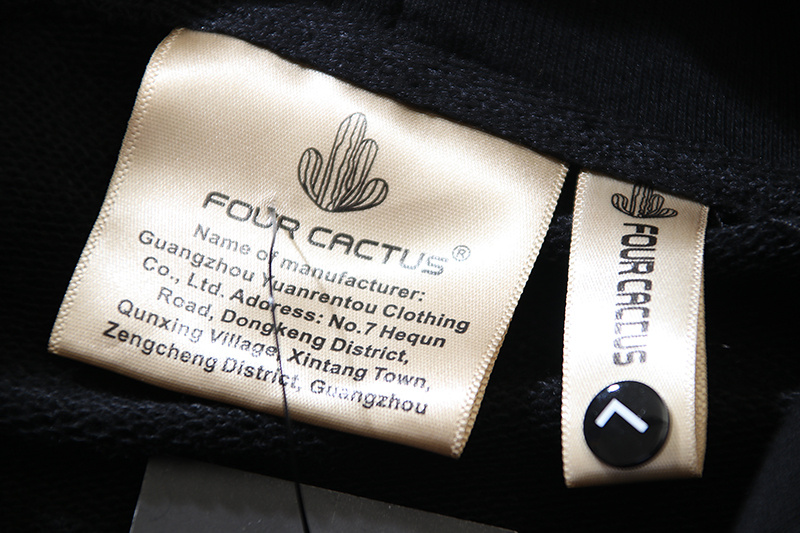 FOUR CACTUS®
Name of manufacturer:
Guangzhou Yuanrentou Clothing
Co., Ltd. Address: No.7 Hequn
Road, Dongkeng District,
Qunxing Village, Xintang Town,
Zengcheng District, Guangzhou
FOUR CACTUS
L